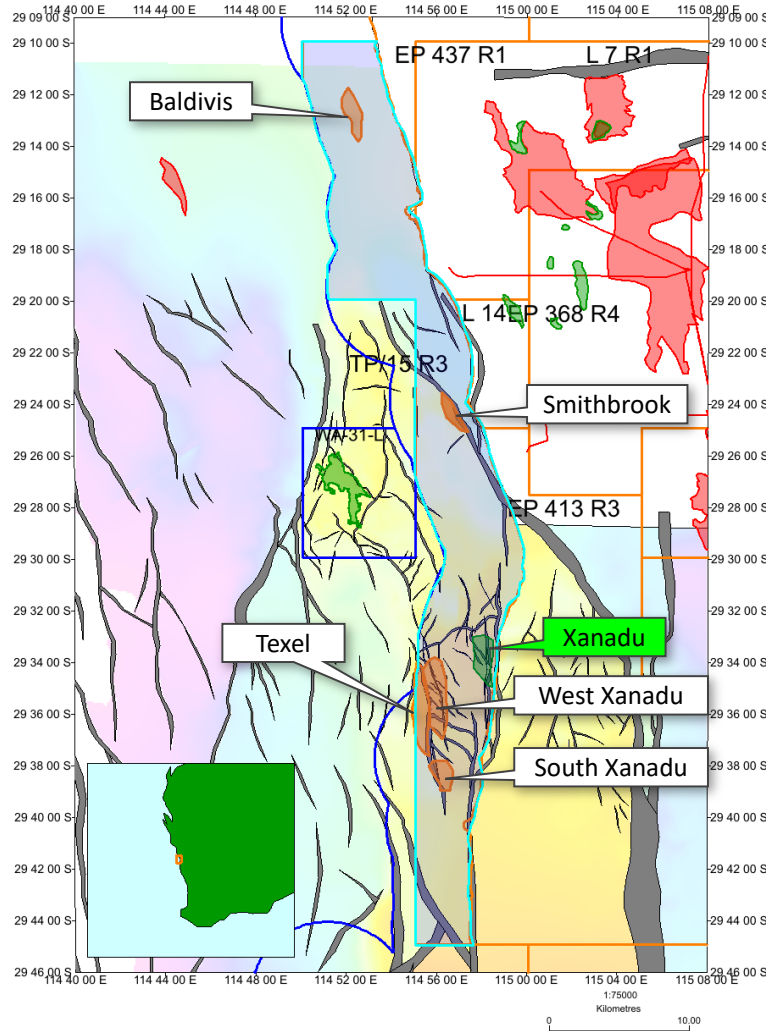 114 40 00 E 114 44 00 E 114 48 00 E 114 52 00 E 114 56 00 E 115 00 00 E 115 04 00 E 115 08 00 E
29 09 00 S 29 09 00 S
29 10 00 S 29 10 00 S
EP 437 R1 L 7 R1
29 12 00 S 29 12 00 S
Baldivis
29 14 00 S 29 14 00 S
29 16 00 S 29 16 00 S
29 18 00 S 29 18 00 S
29 20 00 S 29 20 00 S
L 14 EP 368 R4
29 22 00 S 29 22 00 S
TP/15 R3
29 24 00 S 29 24 00 S
Smithbrook
WA-31-L
29 26 00 S 29 26 00 S
29 28 00 S 29 28 00 S
EP 413 R3
29 30 00 S 29 30 00 S
29 32 00 S 29 32 00 S
Texel
Xanadu
29 34 00 S 29 34 00 S
West Xanadu
29 36 00 S 29 36 00 S
29 38 00 S 29 38 00 S
South Xanadu
29 40 00 S 29 40 00 S
29 42 00 S 29 42 00 S
29 44 00 S 29 44 00 S
29 46 00 S 29 46 00 S
114 40 00 E 114 44 00 E 114 48 00 E 114 52 00 E 114 56 00 E 115 00 00 E 115 04 00 E 115 08 00 E
1:75000
Kilometres
0 10.00